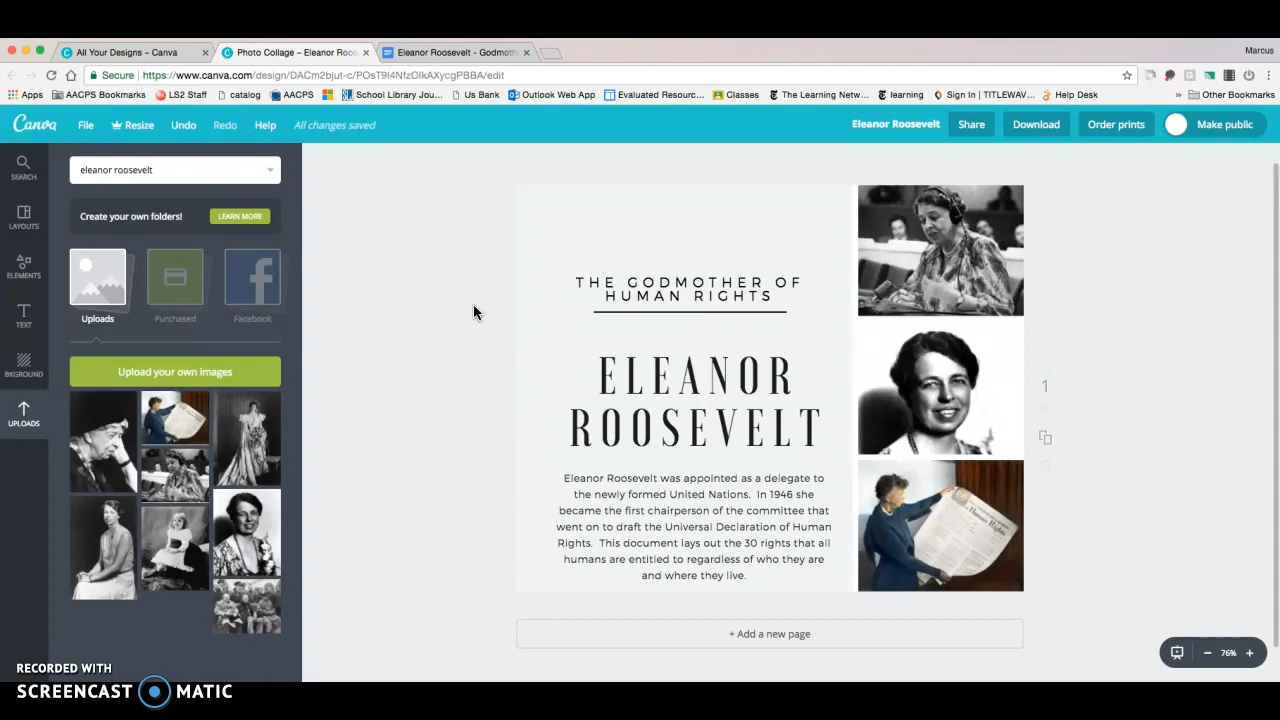 All Your Designs – Canva
Photo Collage – Eleanor Roos
Eleanor Roosevelt - Godmoth
Marcus
Secure
https://www.canva.com/design/DACm2bjut-c/POsT9I4NfzOIkAXycgPBBA/edit
Apps
AACPS Bookmarks
LS2 Staff
catalog
AACPS
School Library Jou...
Us Bank
Outlook Web App
Evaluated Resourc...
Classes
The Learning Netw...
learning
Sign In | TITLEWAV...
Help Desk
» Other Bookmarks
Canva
File
Resize
Undo
Redo
Help
All changes saved
Eleanor Roosevelt
Share
Download
Order prints
Make public
SEARCH
LAYOUTS
ELEMENTS
TEXT
BKGROUND
UPLOADS
eleanor roosevelt
Create your own folders!
LEARN MORE
Uploads
Purchased
Facebook
Upload your own images
THE GODMOTHER OF
HUMAN RIGHTS
ELEANOR
ROOSEVELT
Eleanor Roosevelt was appointed as a delegate to
the newly formed United Nations. In 1946 she
became the first chairperson of the committee that
went on to draft the Universal Declaration of Human
Rights. This document lays out the 30 rights that all
humans are entitled to regardless of who they are
and where they live.
1
+ Add a new page
76%
RECORDED WITH
SCREENCAST MATIC